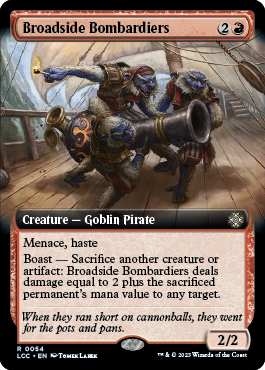 Broadside Bombardiers 2
Creature — Goblin Pirate
Menace, haste
Boast — Sacrifice another creature or
artifact: Broadside Bombardiers deals
damage equal to 2 plus the sacrificed
permanent's mana value to any target.
When they ran short on cannonballs, they went
for the pots and pans.
2/2
R 0054
LCC • EN Tomek Larek
™ & © 2023 Wizards of the Coast